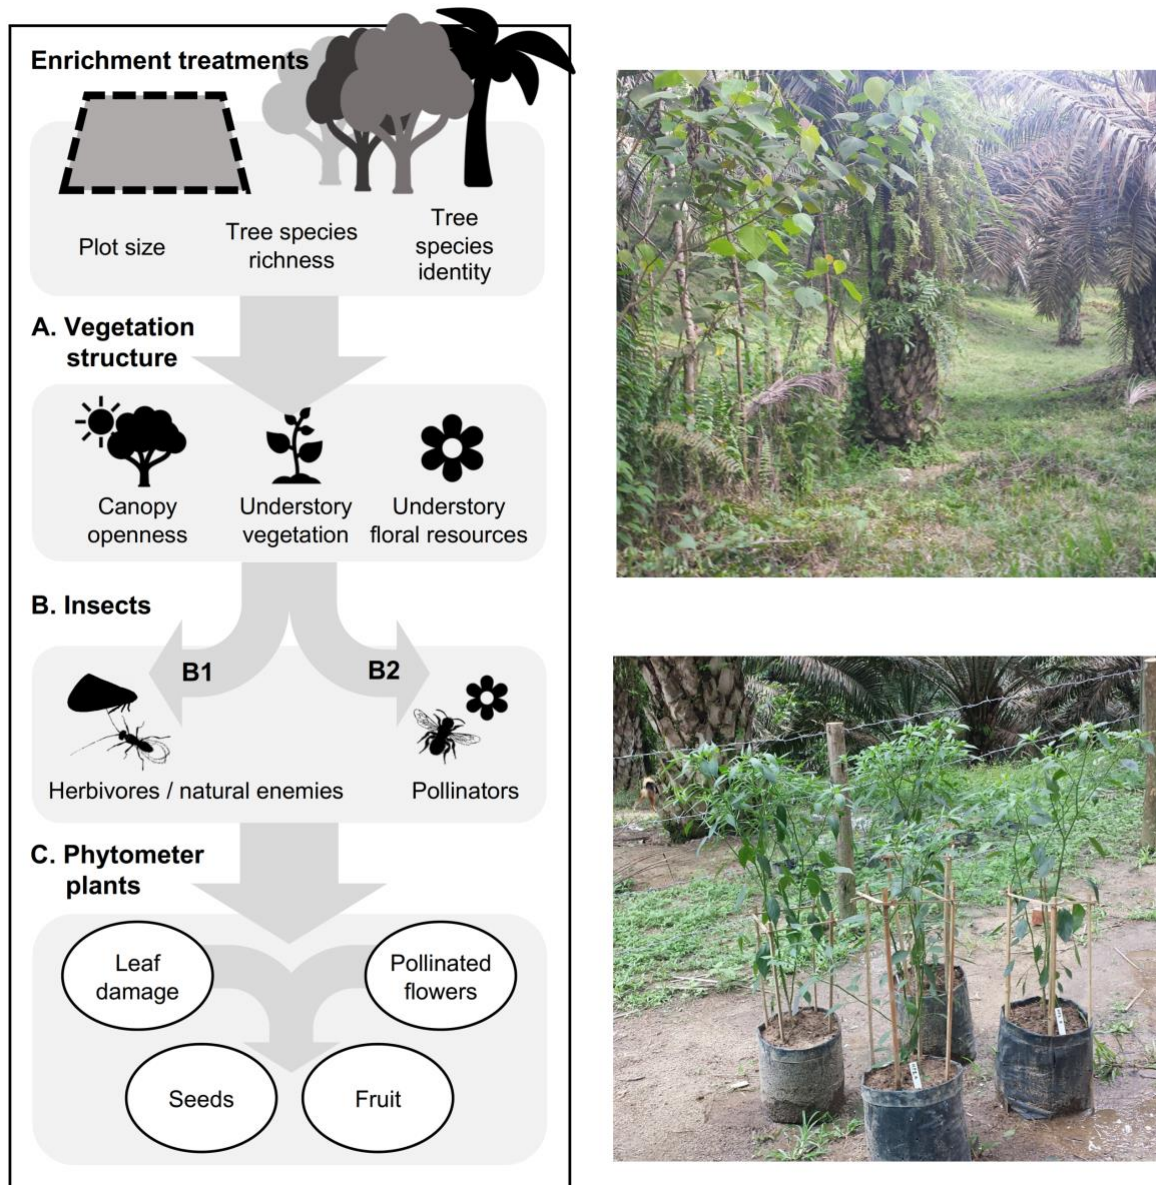 Enrichment treatments
Plot size
Tree species
richness
Tree
species
identity
A. Vegetation
structure
Canopy
openness
Understory
vegetation
Understory
floral resources
B. Insects
B1
B2
Herbivores / natural enemies
Pollinators
C. Phytometer
plants
Leaf
damage
Pollinated
flowers
Seeds
Fruit